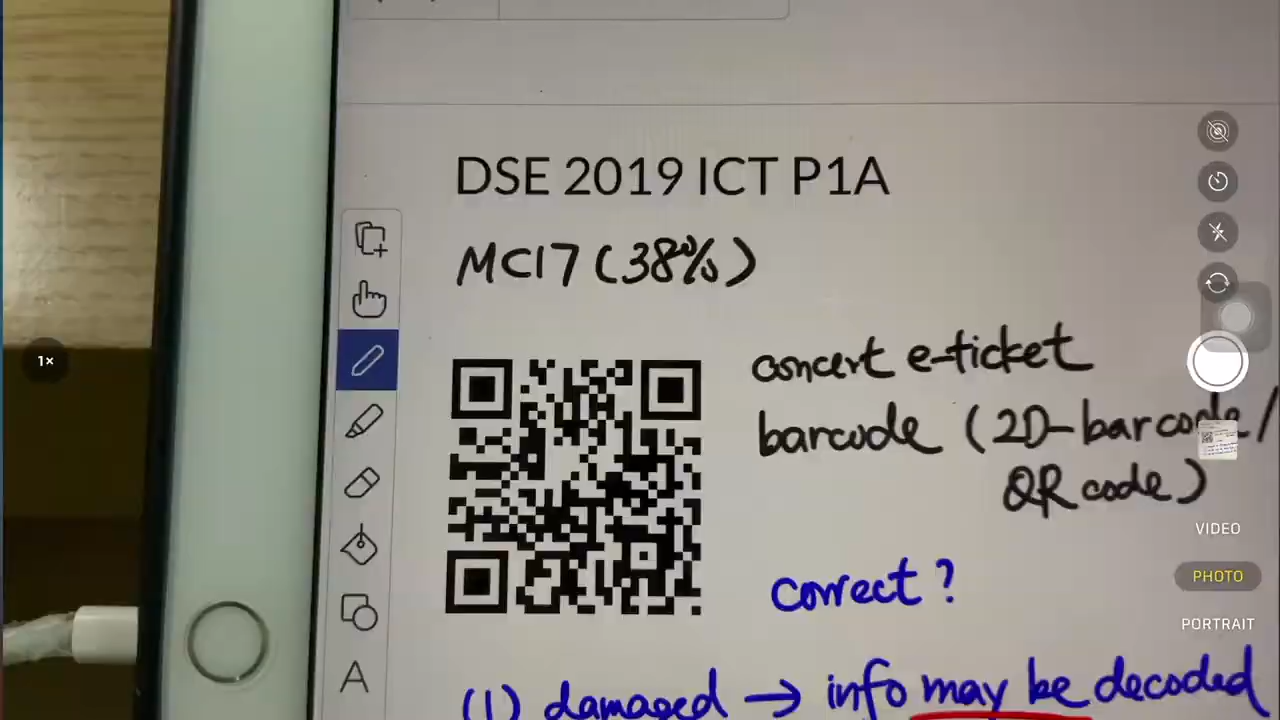 DSE 2019 ICT P1A
MC17 (38%)
concert e-ticket
barcode (2D-barcode/
QR code)
correct?
(1) damaged → info may be decoded
1×
VIDEO
PHOTO
PORTRAIT
A